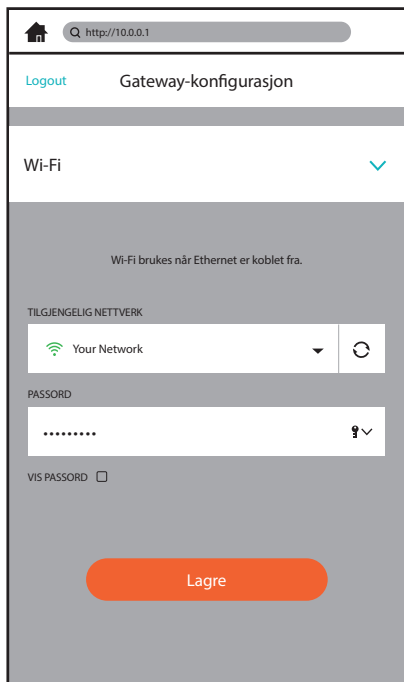 http://10.0.0.1
Logout Gateway-konfigurasjon
Wi-Fi
Wi-Fi brukes når Ethernet er koblet fra.
TILGJENGELIG NETTVERK
Your Network
PASSORD
•••••••••
VIS PASSORD
Lagre